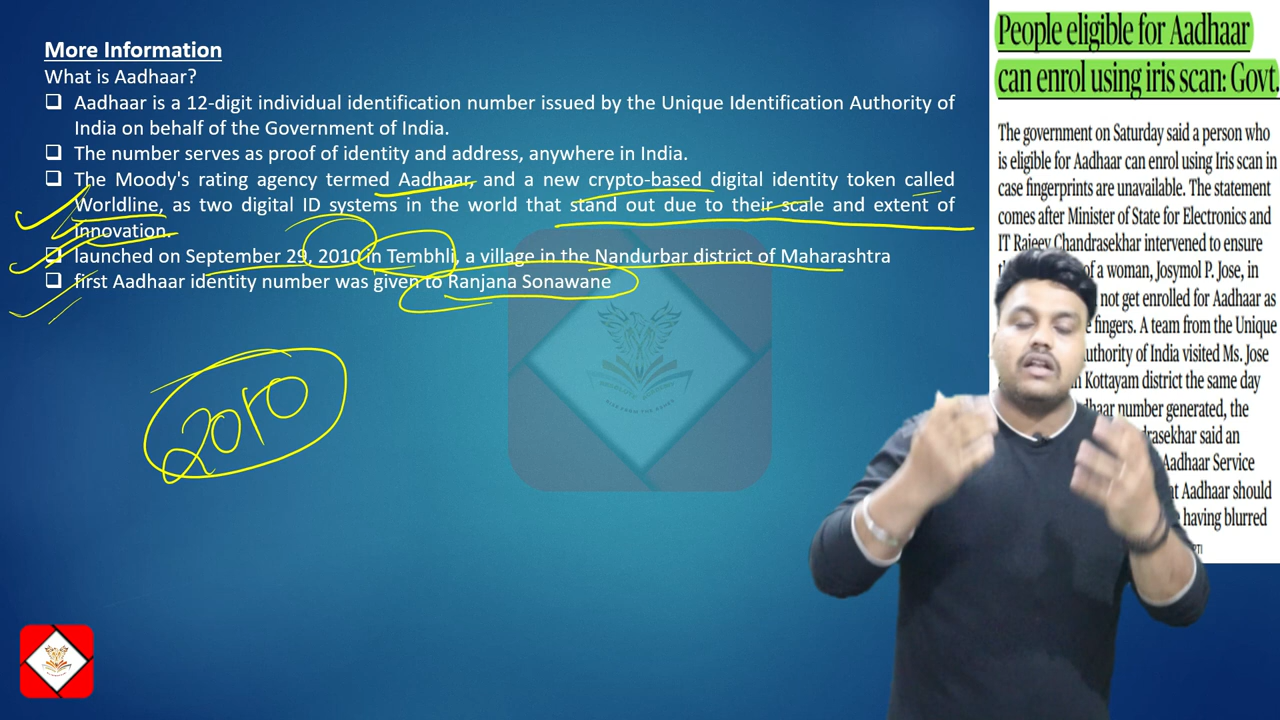 More Information
What is Aadhaar?
❑ Aadhaar is a 12-digit individual identification number issued by the Unique Identification Authority of
India on behalf of the Government of India.
❑ The number serves as proof of identity and address, anywhere in India.
❑ The Moody's rating agency termed Aadhaar, and a new crypto-based digital identity token called
Worldline, as two digital ID systems in the world that stand out due to their scale and extent of
innovation.
❑ launched on September 29, 2010 in Tembhli, a village in the Nandurbar district of Maharashtra
❑ first Aadhaar identity number was given to Ranjana Sonawane
2010
People eligible for Aadhaar
can enrol using iris scan: Govt.
The government on Saturday said a person who
is eligible for Aadhaar can enrol using Iris scan in
case fingerprints are unavailable. The statement
comes after Minister of State for Electronics and
IT Rajeev Chandrasekhar intervened to ensure
of a woman, Josymol P. Jose, in
not get enrolled for Aadhaar as
fingers. A team from the Unique
of India visited Ms. Jose
Kottayam district the same day
number generated, the
said an
Aadhaar Service
Aadhaar should
having blurred